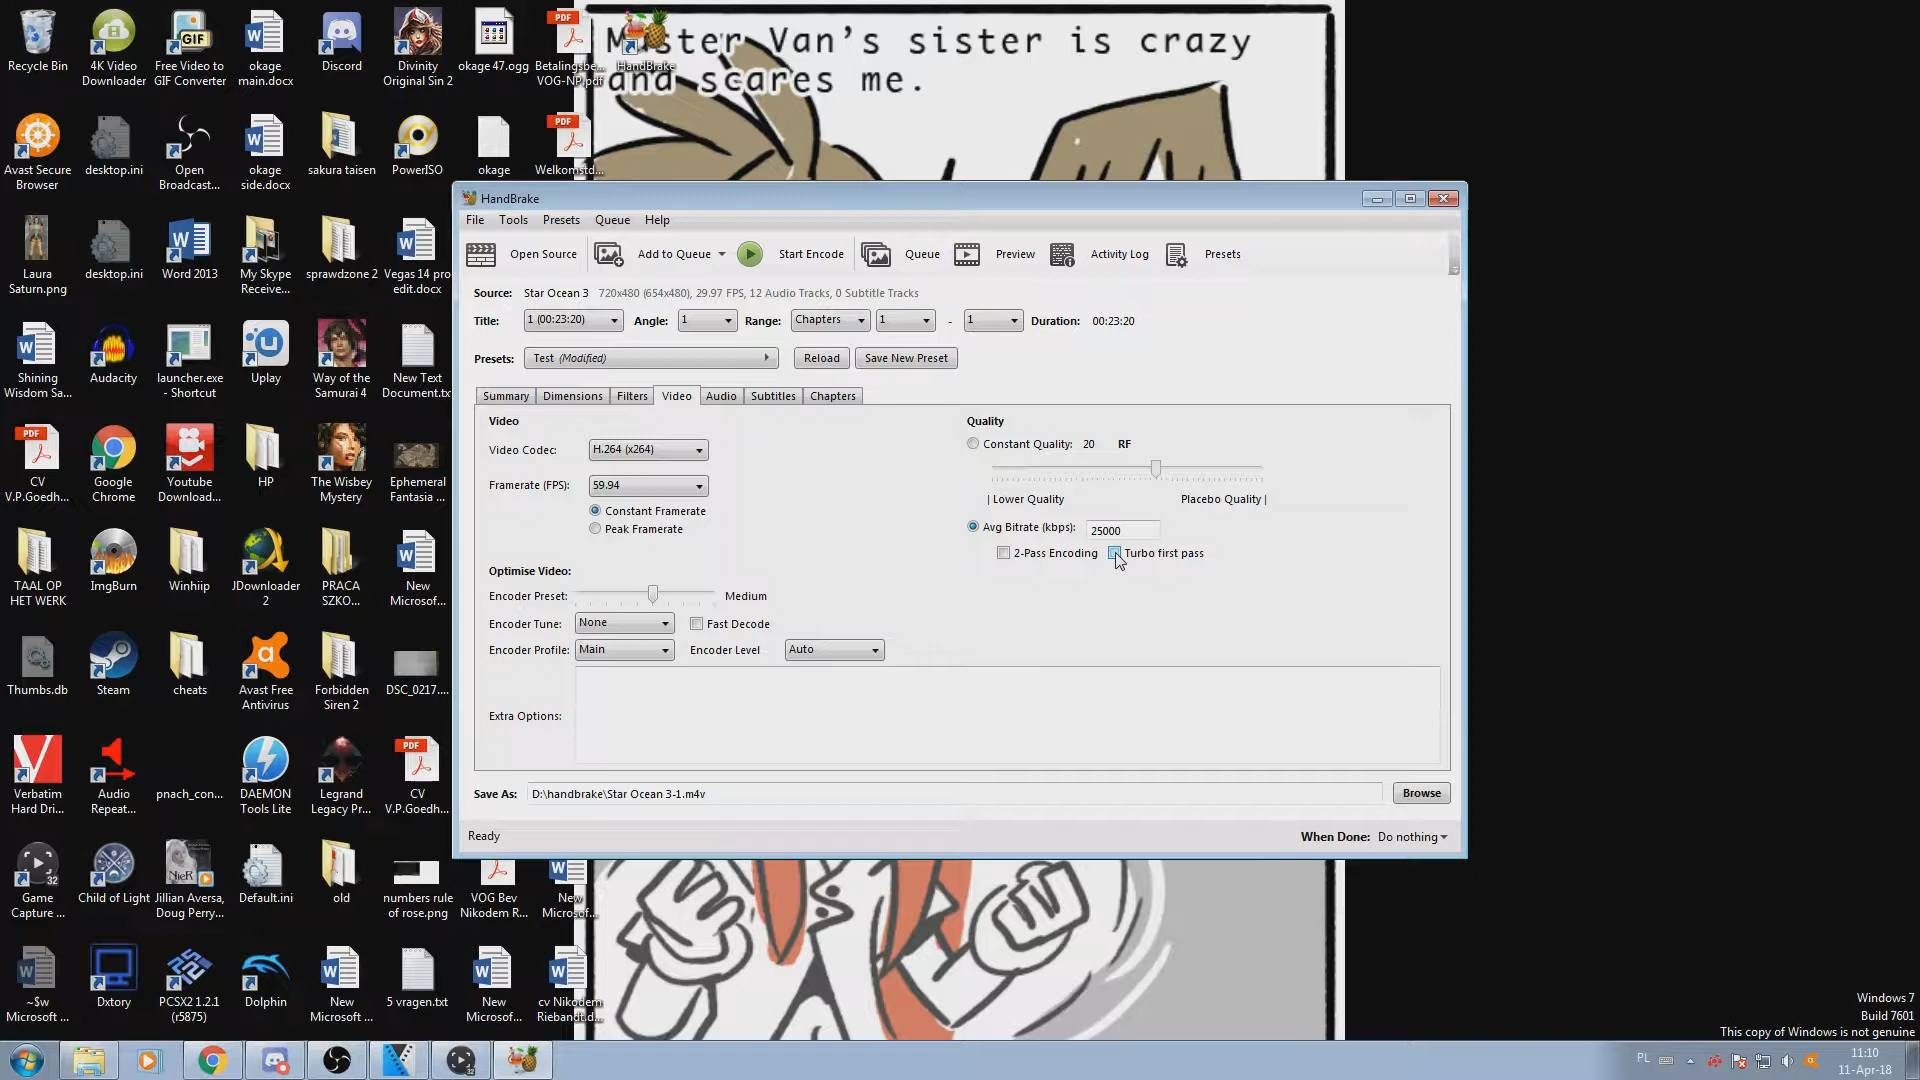 Master Van's sister is crazy
and scares me.
Recycle Bin
4K Video
Downloader
Free Video to
GIF Converter
okage
main.docx
Discord
Divinity
Original Sin 2
okage 47.ogg
Betalingsbe...
VOG-NP.pdf
HandBrake
Avast Secure
Browser
desktop.ini
Open
Broadcast...
okage
side.docx
sakura taisen
PowerISO
okage
Welkomstd...
Laura
Saturn.png
desktop.ini
Word 2013
My Skype
Receive...
sprawdzone 2
Vegas 14 pro
edit.docx
Shining
Wisdom Sa...
Audacity
launcher.exe
- Shortcut
Uplay
Way of the
Samurai 4
New Text
Document.txt
CV
V.P.Goedh...
Google
Chrome
Youtube
Download...
HP
The Wisbey
Mystery
Ephemeral
Fantasia ...
TAAL OP
HET WERK
ImgBurn
Winhiip
JDownloader
2
PRACA
SZKO...
New
Microsof...
Thumbs.db
Steam
cheats
Avast Free
Antivirus
Forbidden
Siren 2
DSC_0217....
Verbatim
Hard Dri...
Audio
Repeat...
pnach_con...
DAEMON
Tools Lite
Legrand
Legacy Pr...
CV
V.P.Goedh...
Game
Capture ...
Child of Light
Jillian Aversa,
Doug Perry...
Default.ini
old
numbers rule
of rose.png
VOG Bev
Nikodem R...
New
Microsof...
~$w
Microsoft ...
Dxtory
PCSX2 1.2.1
(r5875)
Dolphin
New
Microsoft ...
5 vragen.txt
New
Microsof...
cv Nikodem
Riebandt.d...
HandBrake
File Tools Presets Queue Help
Open Source Add to Queue Start Encode Queue Preview Activity Log Presets
Source: Star Ocean 3 720x480 (654x480), 29.97 FPS, 12 Audio Tracks, 0 Subtitle Tracks
Title: 1 (00:23:20) Angle: 1 Range: Chapters 1 - 1 Duration: 00:23:20
Presets: Test (Modified) Reload Save New Preset
Summary Dimensions Filters Video Audio Subtitles Chapters
Video
Video Codec: H.264 (x264)
Framerate (FPS): 59.94
Constant Framerate
Peak Framerate
Quality
Constant Quality: 20 RF
| Lower Quality Placebo Quality |
Avg Bitrate (kbps): 25000
2-Pass Encoding Turbo first pass
Optimise Video:
Encoder Preset: Medium
Encoder Tune: None Fast Decode
Encoder Profile: Main Encoder Level Auto
Extra Options:
Save As: D:\handbrake\Star Ocean 3-1.m4v Browse
Ready When Done: Do nothing
Windows 7
Build 7601
This copy of Windows is not genuine
PL
11:10
11-Apr-18